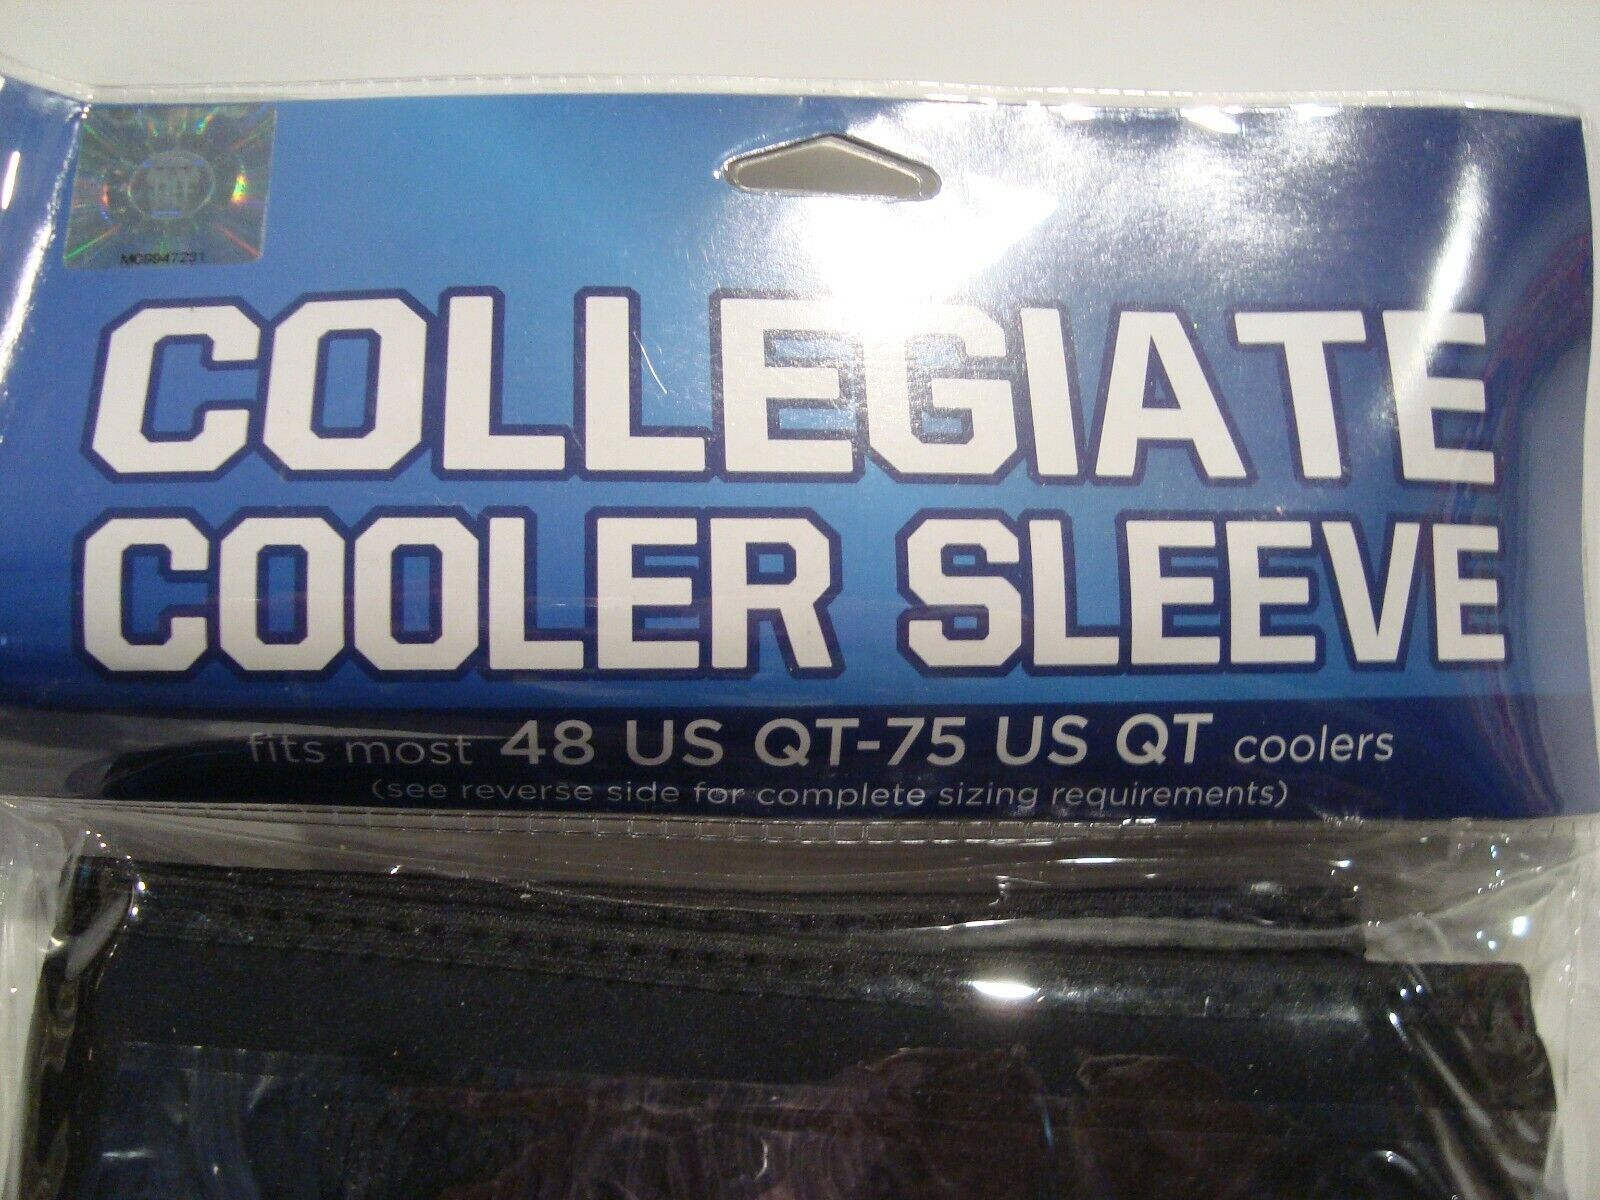 MC9947231
COLLEGIATE
COOLER SLEEVE
fits most 48 US QT-75 US QT coolers
(see reverse side for complete sizing requirements)